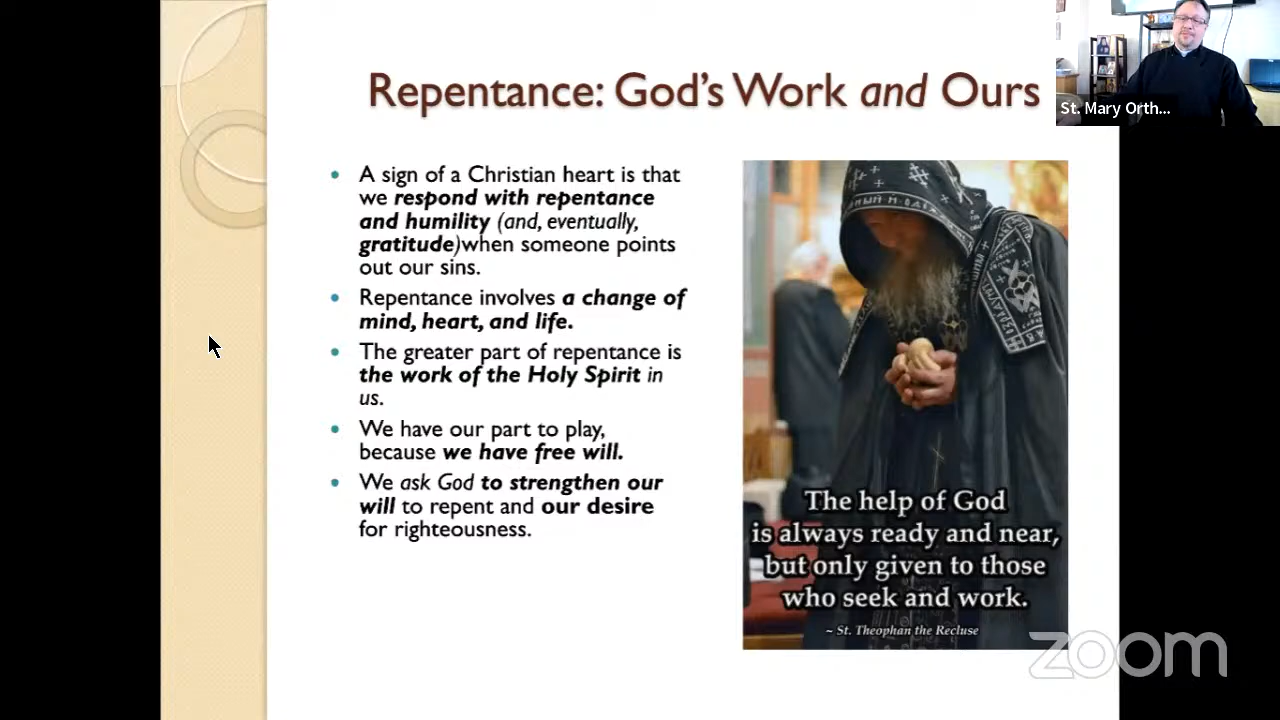 Repentance: God's Work and Ours
St. Mary Orth...
• A sign of a Christian heart is that
we respond with repentance
and humility (and, eventually,
gratitude)when someone points
out our sins.
• Repentance involves a change of
mind, heart, and life.
• The greater part of repentance is
the work of the Holy Spirit in
us.
• We have our part to play,
because we have free will.
• We ask God to strengthen our
will to repent and our desire
for righteousness.
The help of God
is always ready and near,
but only given to those
who seek and work.
~ St. Theophan the Recluse
zoom